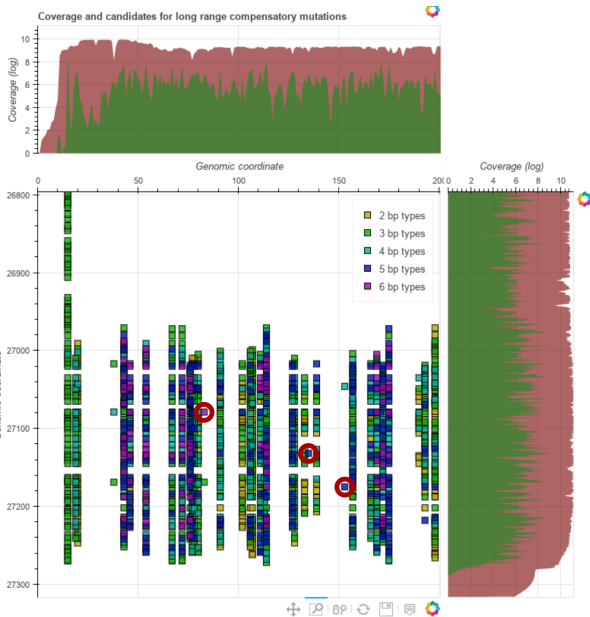 Coverage and candidates for long range compensatory mutations
10
8
6
4
2
0
Coverage (log)
Genomic coordinate
0 50 100 150 200
Coverage (log)
0 2 4 6 8 10
26800
26900
27000
27100
27200
27300
2 bp types
3 bp types
4 bp types
5 bp types
6 bp types